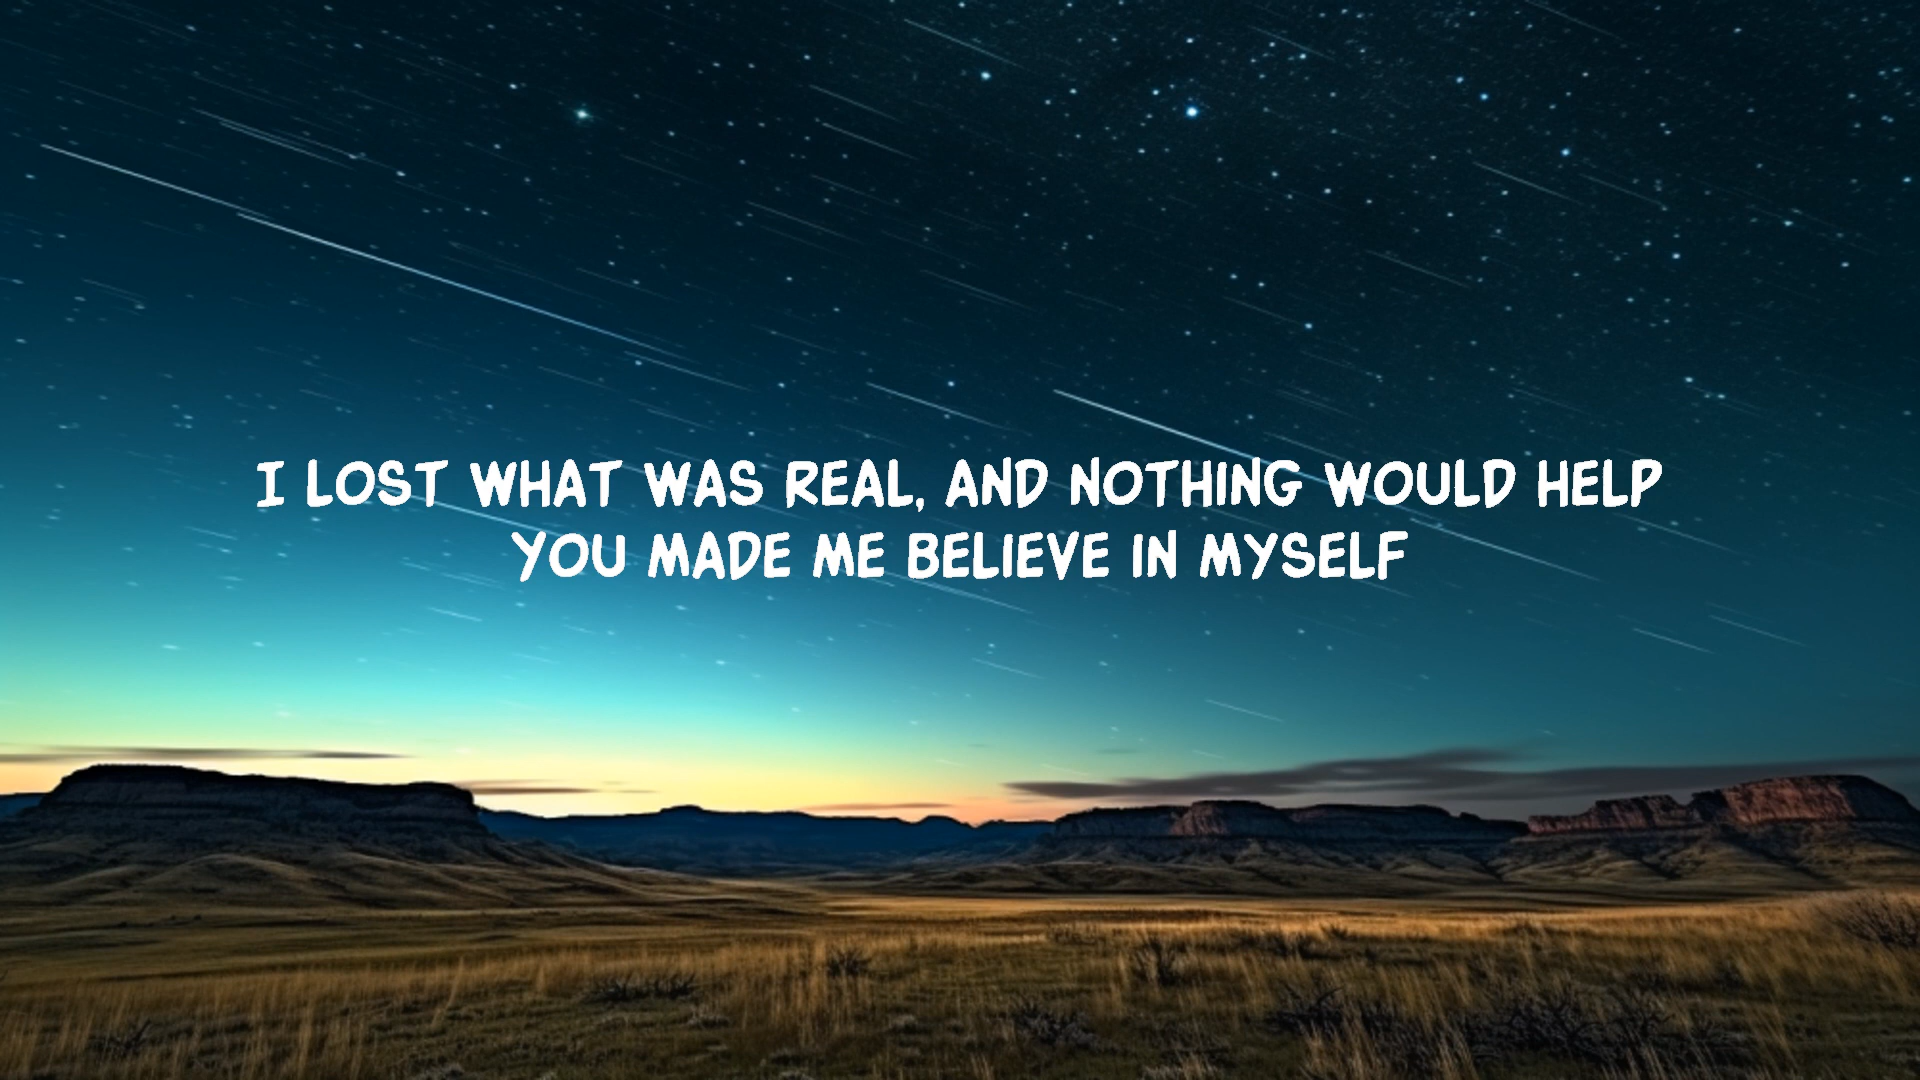 I LOST WHAT WAS REAL, AND NOTHING WOULD HELP
YOU MADE ME BELIEVE IN MYSELF